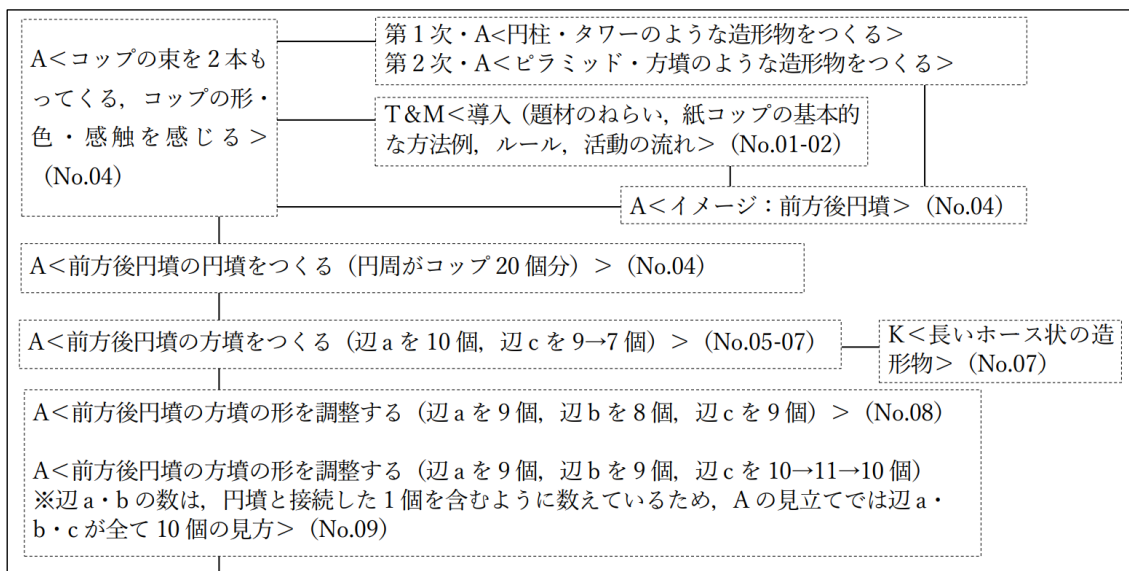 A＜コップの束を２本も
ってくる，コップの形・
色・感触を感じる＞
（No.04）
第１次・A<円柱・タワーのような造形物をつくる＞
第２次・A＜ピラミッド・方墳のような造形物をつくる＞
T＆M＜導入（題材のねらい，紙コップの基本的
な方法例，ルール，活動の流れ＞（No.01-02）
A＜イメージ：前方後円墳＞（No.04）
A＜前方後円墳の円墳をつくる（円周がコップ 20 個分）＞（No.04）
A＜前方後円墳の方墳をつくる（辺 a を 10 個，辺 c を 9→7 個）＞（No.05-07）
K＜長いホース状の造
形物＞（No.07）
A＜前方後円墳の方墳の形を調整する（辺 a を 9 個，辺 b を 8 個，辺 c を 9 個）＞（No.08）
A＜前方後円墳の方墳の形を調整する（辺 a を 9 個，辺 b を 9 個，辺 c を 10→11→10 個）
※辺 a・b の数は，円墳と接続した 1 個を含むように数えているため，A の見立てでは辺 a・
b・c が全て 10 個の見方＞（No.09）